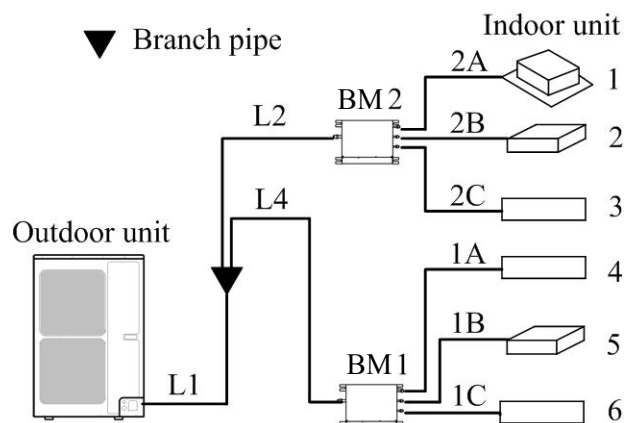 Branch pipe
Indoor unit
2A
1
BM 2
L2
2B
2
L4
2C
3
Outdoor unit
1A
4
1B
5
BM 1
L1
1C
6